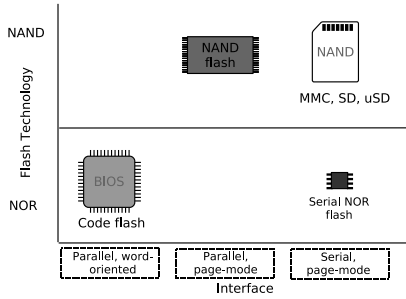 NAND
NAND
flash
NAND
MMC, SD, uSD
Flash Technology
NOR
BIOS
Code flash
Serial NOR
flash
Parallel, word-
oriented
Parallel,
page-mode
Serial,
page-mode
Interface